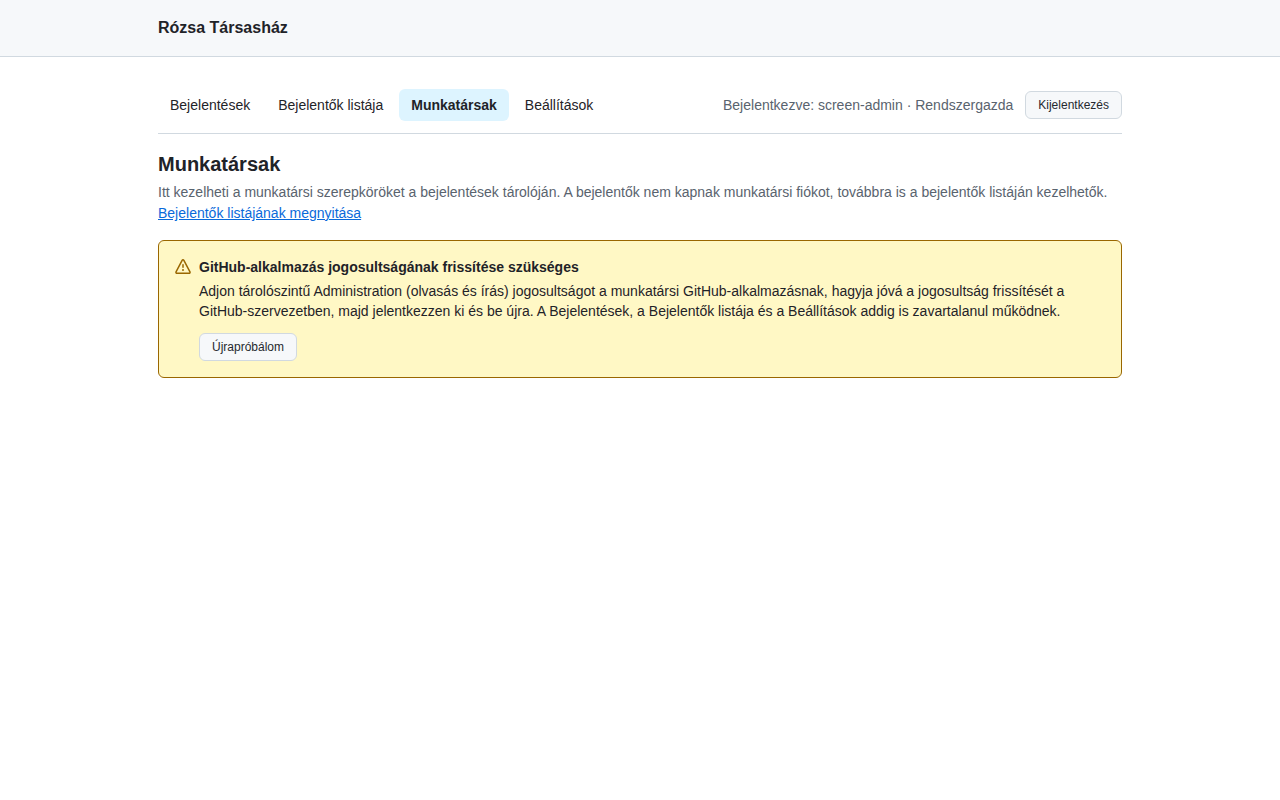 Rózsa Társasház
Bejelentések
Bejelentők listája
Munkatársak
Beállítások
Bejelentkezve: screen-admin · Rendszergazda
Kijelentkezés
Munkatársak
Itt kezelheti a munkatársi szerepköröket a bejelentések tárolóján. A bejelentők nem kapnak munkatársi fiókot, továbbra is a bejelentők listáján kezelhetők.
Bejelentők listájának megnyitása
GitHub-alkalmazás jogosultságának frissítése szükséges
Adjon tárolószintű Administration (olvasás és írás) jogosultságot a munkatársi GitHub-alkalmazásnak, hagyja jóvá a jogosultság frissítését a
GitHub-szervezetben, majd jelentkezzen ki és be újra. A Bejelentések, a Bejelentők listája és a Beállítások addig is zavartalanul működnek.
Újrapróbálom